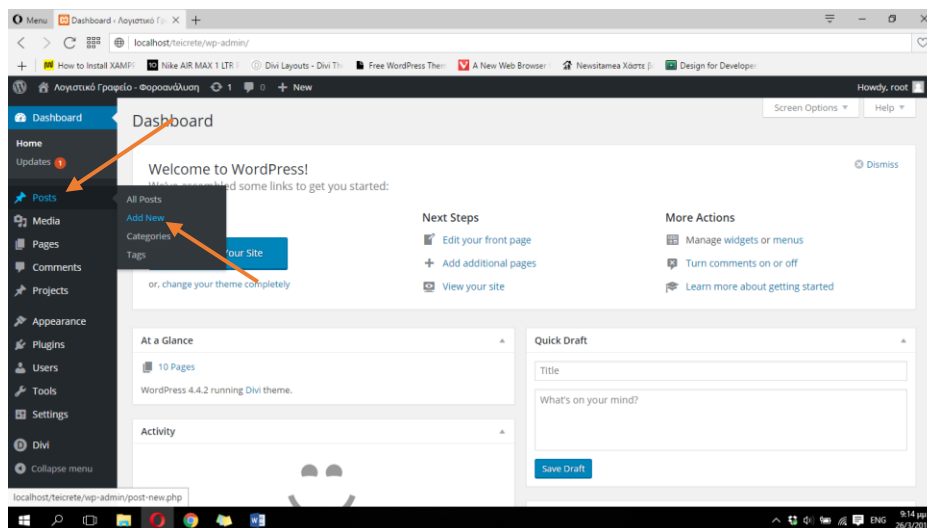 Menu Dashboard ‹ Λογιστικό Γρ
localhost/teicrete/wp-admin/
How to Install XAMPP Nike AIR MAX 1 LTR Divi Layouts - Divi Th Free WordPress Them A New Web Browser Newsitamea Χάστε β Design for Developer
Λογιστικό Γραφείο - Φοροανάλυση 1 0 + New Howdy, root
Dashboard
Screen Options Help
Dashboard
Home
Updates 1
Welcome to WordPress!
We've assembled some links to get you started:
Dismiss
Posts
All Posts
Add New
Categories
Tags
Media
Pages
Comments
Projects
Next Steps
More Actions
Your Site
Edit your front page
Manage widgets or menus
Add additional pages
Turn comments on or off
or, change your theme completely
View your site
Learn more about getting started
Appearance
Plugins
Users
Tools
Settings
Divi
Collapse menu
At a Glance
10 Pages
WordPress 4.4.2 running Divi theme.
Activity
Quick Draft
Title
What's on your mind?
Save Draft
localhost/teicrete/wp-admin/post-new.php
ENG 9:14 μμ
26/3/201